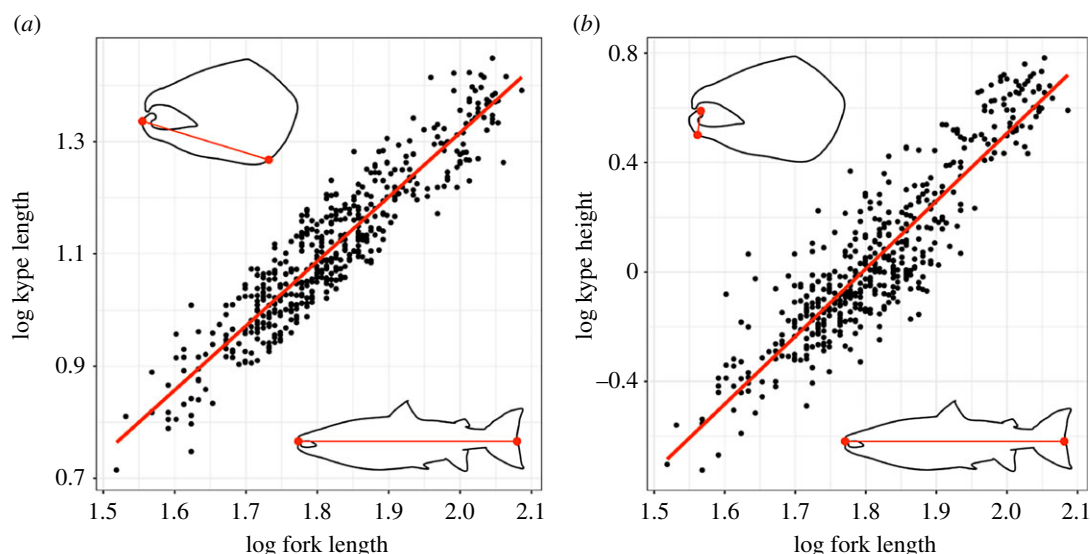 (a)
log kype length
1.3
1.1
0.9
0.7
1.5 1.6 1.7 1.8 1.9 2.0 2.1
log fork length
(b)
log kype height
0.8
0.4
0
–0.4
1.5 1.6 1.7 1.8 1.9 2.0 2.1
log fork length